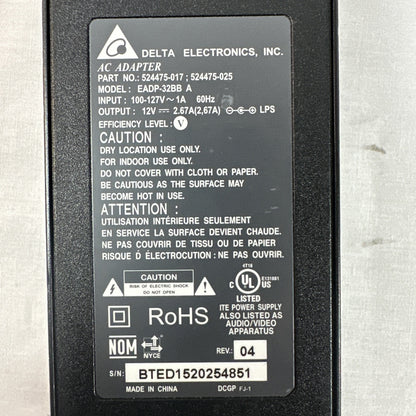 DELTA ELECTRONICS, INC.
AC ADAPTER
PART NO.: 524475-017 ; 524475-025
MODEL : EADP-32BB A
INPUT : 100-127V~1A 60Hz
OUTPUT : 12V⎓ 2.67A(2,67A) LPS
EFFICIENCY LEVEL: V
CAUTION :
DRY LOCATION USE ONLY.
FOR INDOOR USE ONLY.
DO NOT COVER WITH CLOTH OR PAPER.
BE CAUTIOUS AS THE SURFACE MAY
BECOME HOT IN USE.
ATTENTION :
UTILISATION INTÉRIEURE SEULEMENT
EN SERVICE LA SURFACE DEVIENT CHAUDE.
NE PAS COUVRIR DE TISSU OU DE PAPIER
RISQUE D ÉLECTROCUTION : NE PAS OUVRIR.
CAUTION
RISK OF ELECTRIC SHOCK
DO NOT OPEN
4T18
C UL US E131881
LISTED
ITE POWER SUPPLY
ALSO LISTED AS
AUDIO/VIDEO
APPARATUS
RoHS
NOM
NYCE
REV.: 04
S/N: BTED1520254851
MADE IN CHINA DCGP FJ-1